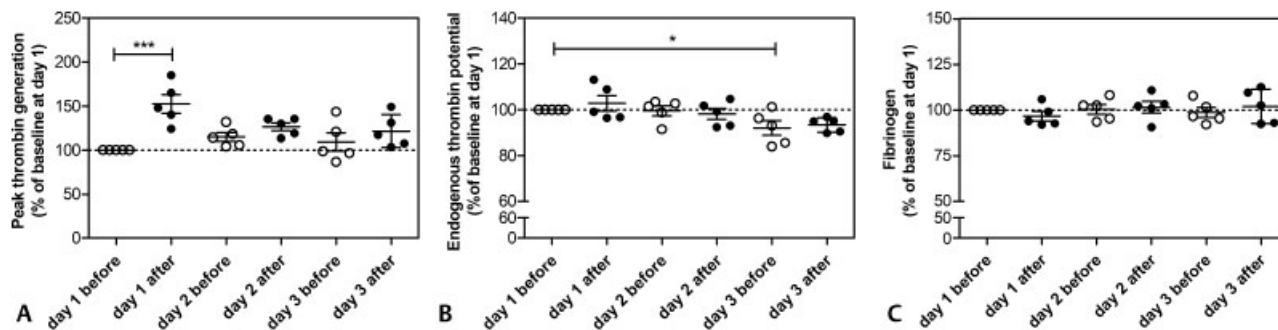 Peak thrombin generation
(% of baseline at day 1)
250
200
150
100
50
0
***
day 1 before
day 1 after
day 2 before
day 2 after
day 3 before
day 3 after
A
Endogenous thrombin potential
(%of baseline at day 1)
140
120
100
80
60
60
0
*
day 1 before
day 1 after
day 2 before
day 2 after
day 3 before
day 3 after
B
Fibrinogen
(% of baseline at day 1)
150
125
100
75
50
50
0
day 1 before
day 1 after
day 2 before
day 2 after
day 3 before
day 3 after
C